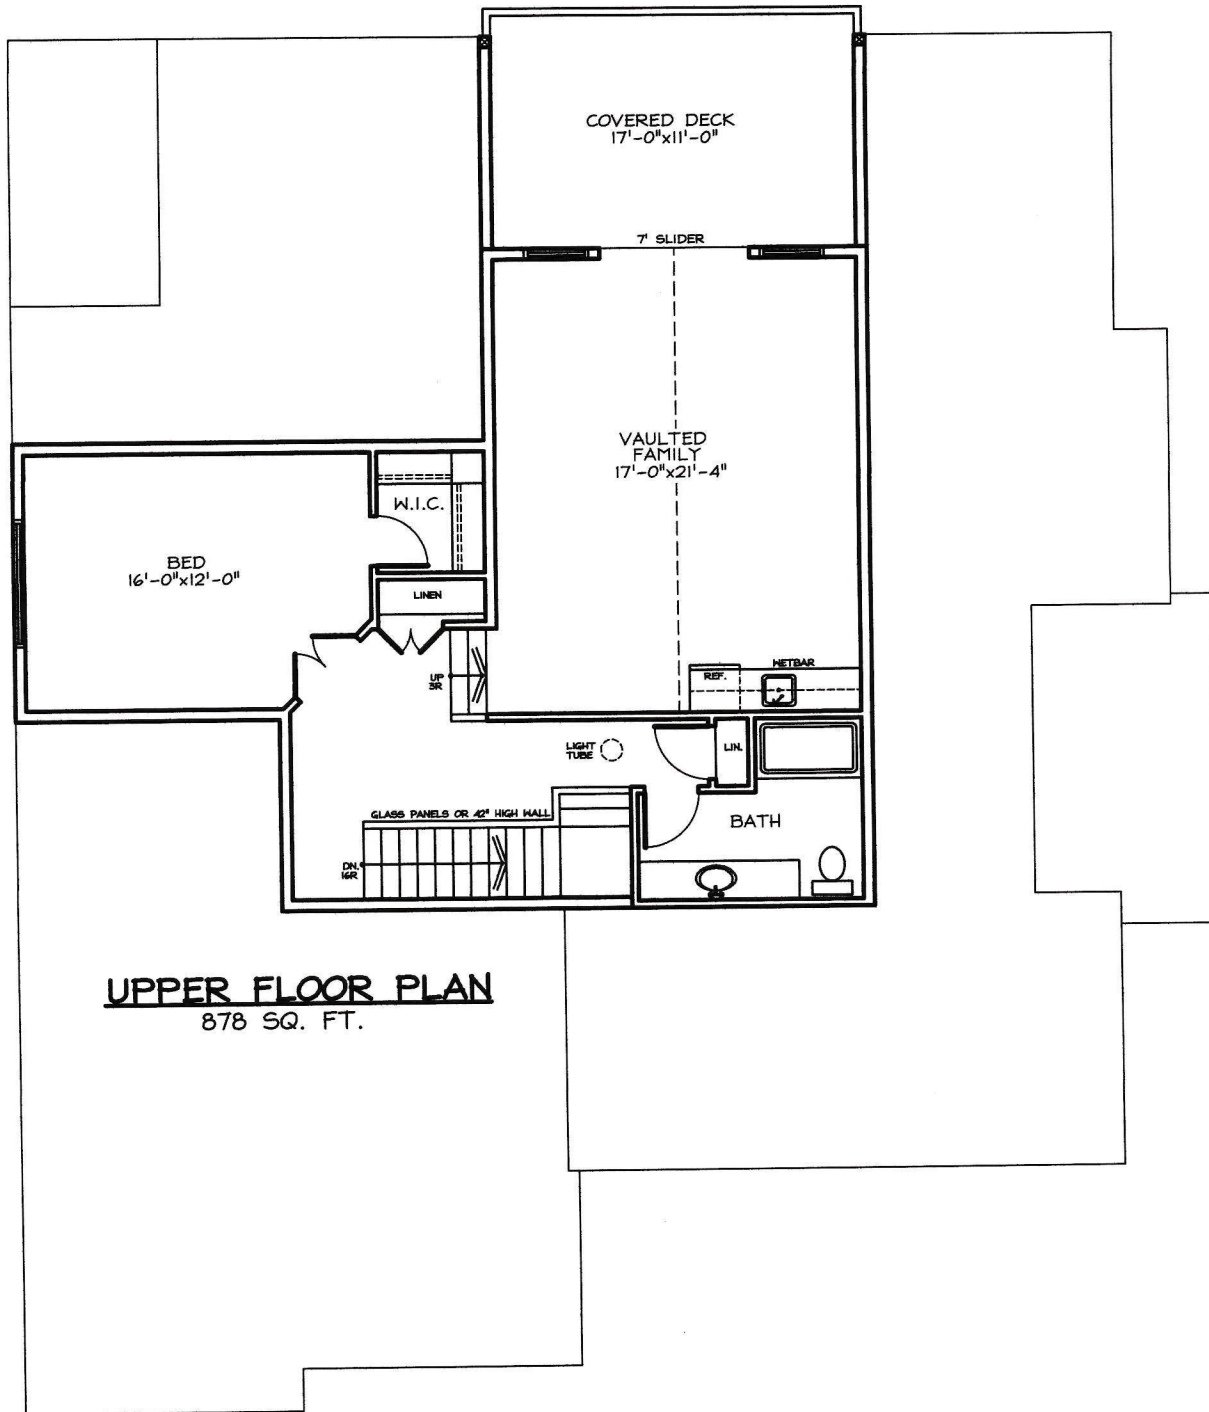 COVERED DECK
17'-0"x11'-0"
7' SLIDER
VAULTED
FAMILY
17'-0"x21'-4"
W.I.C.
BED
16'-0"x12'-0"
LINEN
UP
3R
WETBAR
REF.
LIGHT
TUBE
LIN.
GLASS PANELS OR 42" HIGH WALL
BATH
DN.
16R
UPPER FLOOR PLAN
878 SQ. FT.